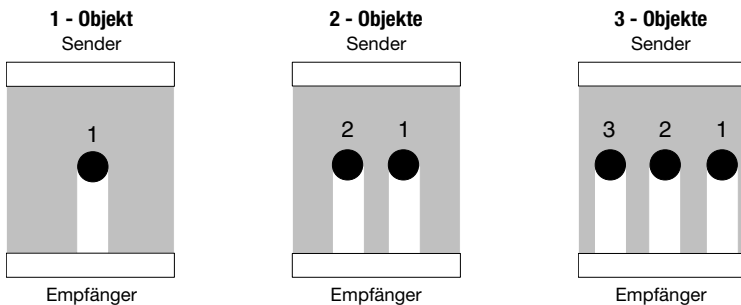 1 - Objekt
Sender
1
Empfänger
2 - Objekte
Sender
2 1
Empfänger
3 - Objekte
Sender
3 2 1
Empfänger